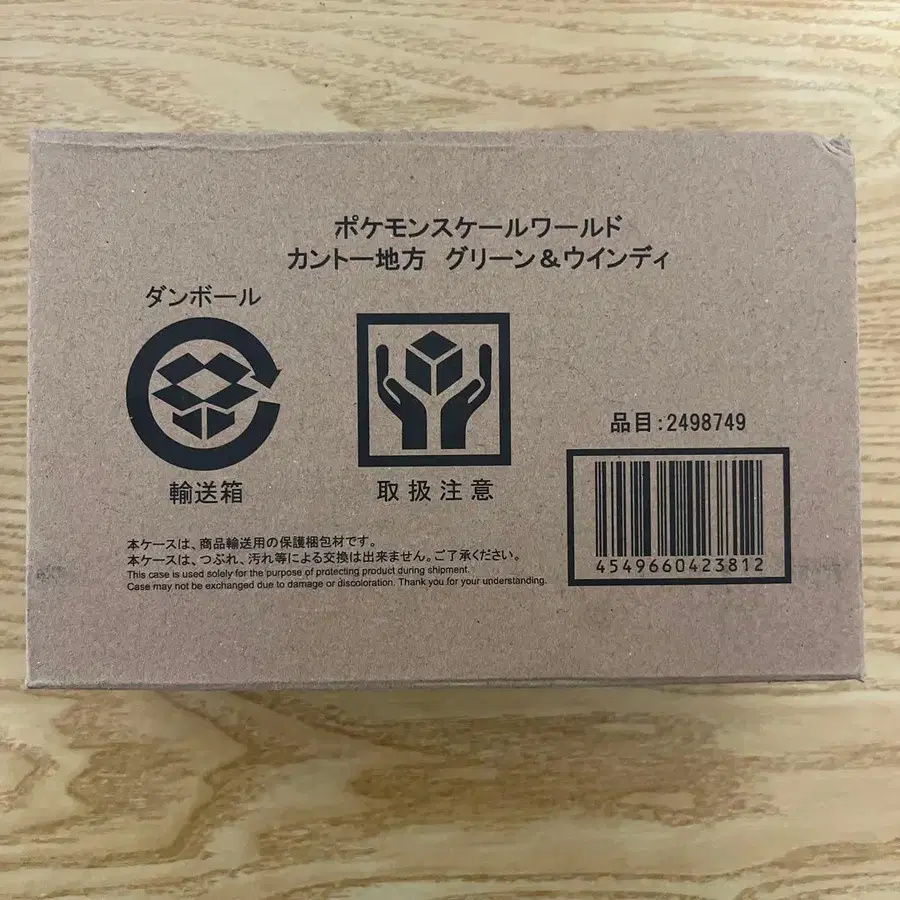 ポケモンスケールワールド
カントー地方 グリーン&ウインディ
ダンボール
輸送箱
取扱注意
品目:2498749
4549660423812
本ケースは、商品輸送用の保護梱包材です。
本ケースは、つぶれ、汚れ等による交換は出来ません。ご了承ください。
This case is used solely for the purpose of protecting product during shipment.
Case may not be exchanged due to damage or discoloration. Thank you for your understanding.